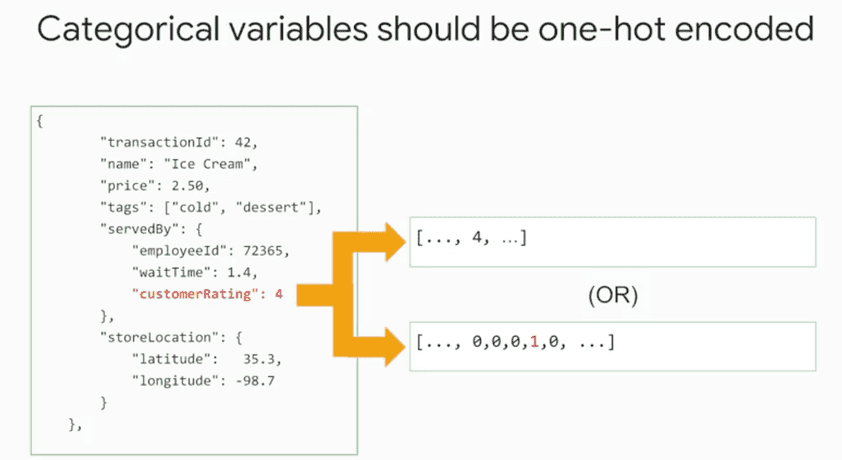 Categorical variables should be one-hot encoded
{
"transactionId": 42,
"name": "Ice Cream",
"price": 2.50,
"tags": ["cold", "dessert"],
"servedBy": {
"employeeId": 72365,
"waitTime": 1.4,
"customerRating": 4
},
"storeLocation": {
"latitude": 35.3,
"longitude": -98.7
}
},
[..., 4, ...]
(OR)
[..., 0,0,0,1,0, ...]